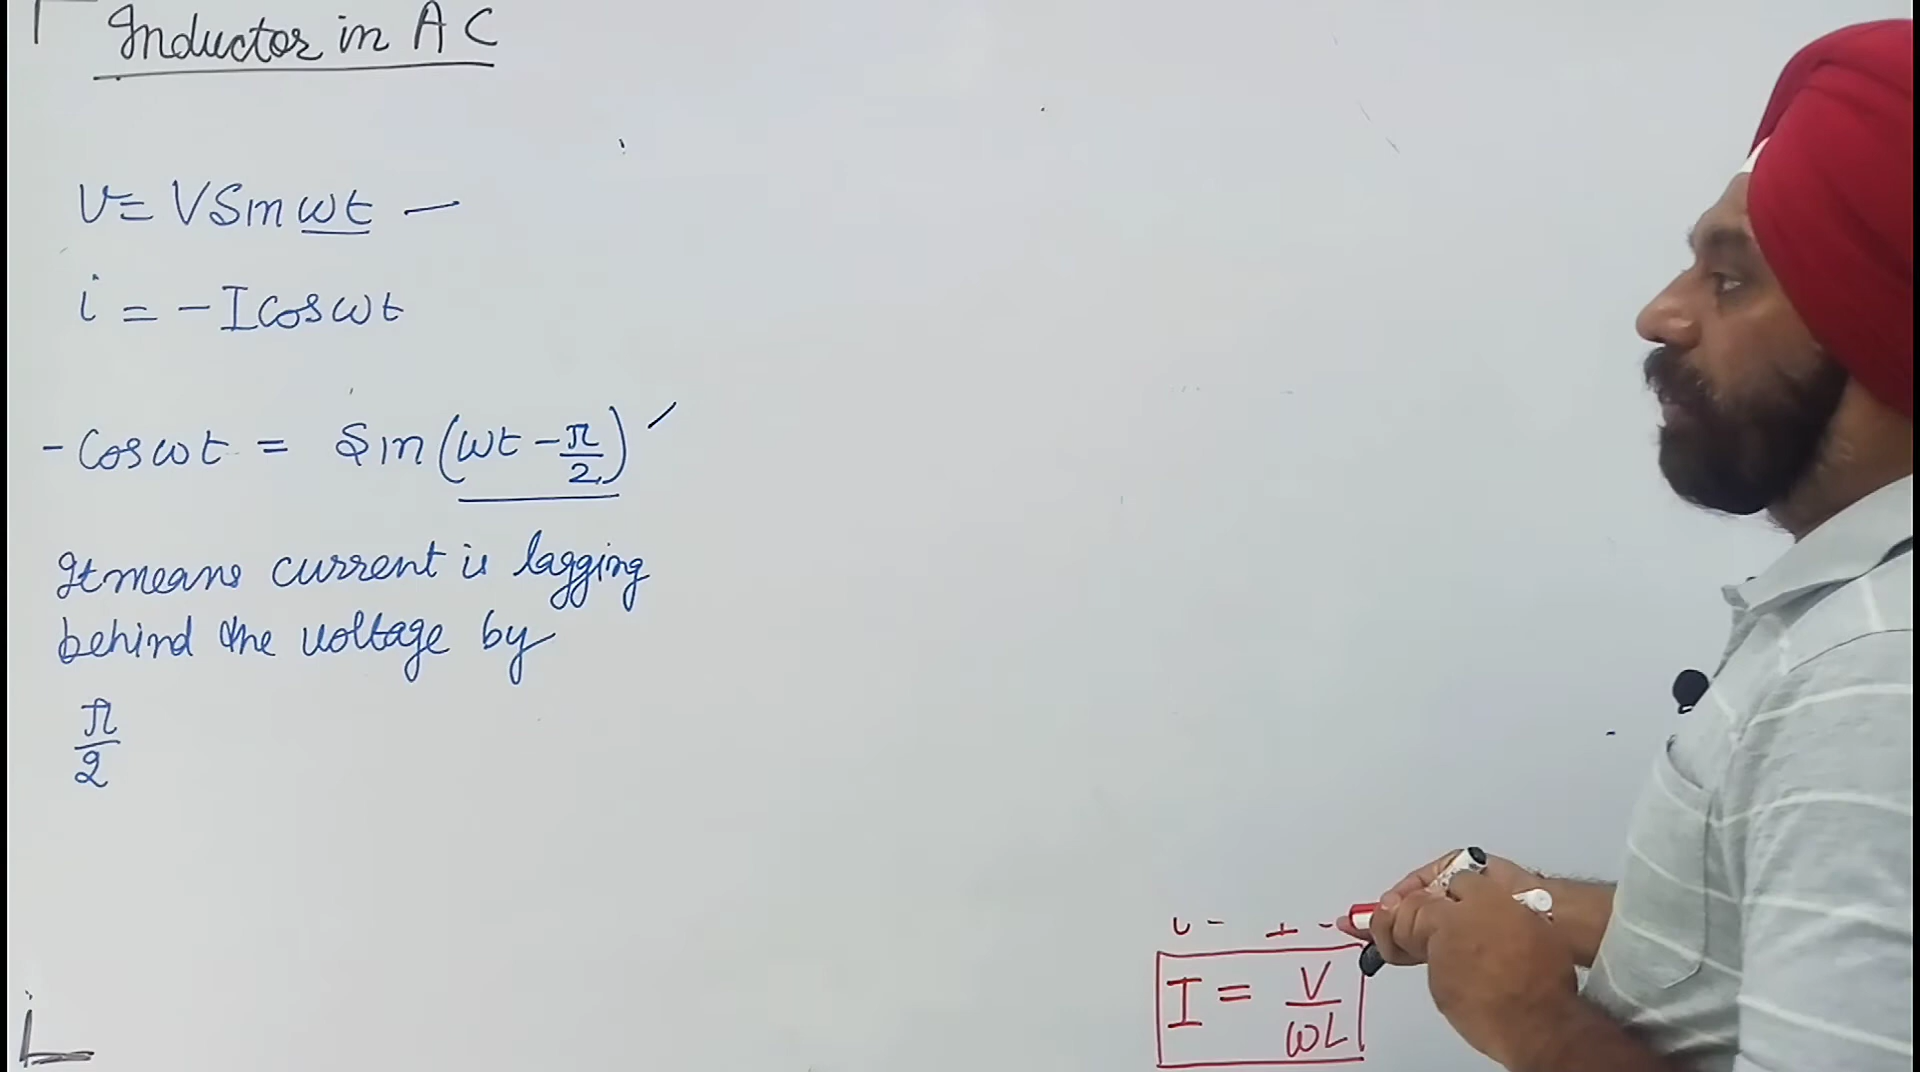 Inductor in AC
v = V Sin ωt —
i = - I cos ωt
- Cos ωt = Sin (ωt - π/2)
It means current is lagging
behind the voltage by
π/2
I = V/ωL